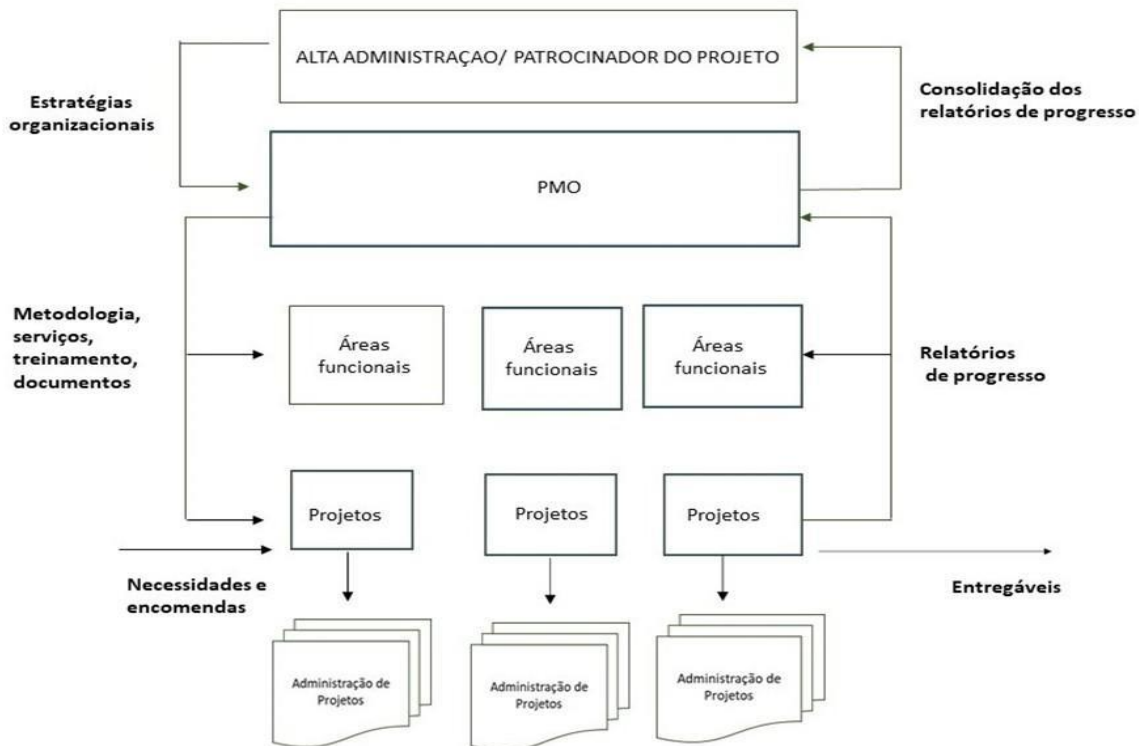 ALTA ADMINISTRAÇAO/ PATROCINADOR DO PROJETO
Estratégias
organizacionais
Consolidação dos
relatórios de progresso
PMO
Metodologia,
serviços,
treinamento,
documentos
Áreas
funcionais
Áreas
funcionais
Áreas
funcionais
Relatórios
de progresso
Projetos
Projetos
Projetos
Necessidades e
encomendas
Entregáveis
Administração de
Projetos
Administração de
Projetos
Administração de
Projetos